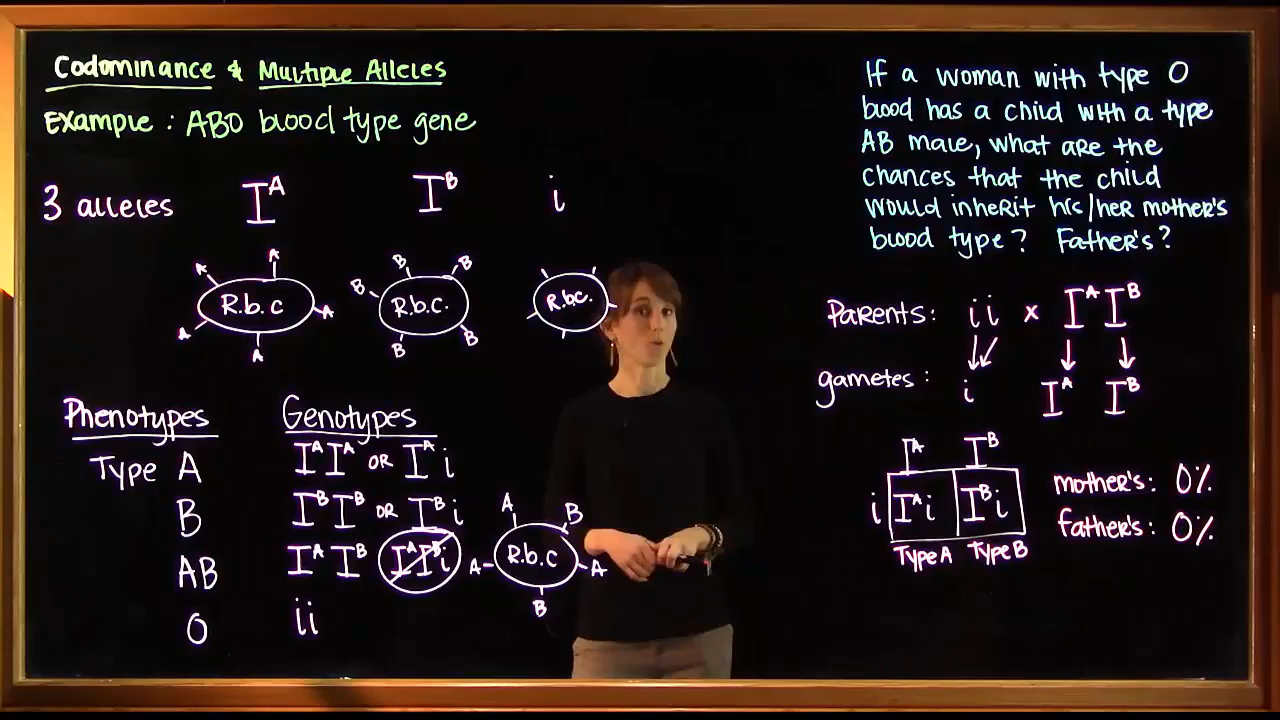 Codominance & Multiple Alleles
Example: ABO blood type gene
3 alleles I^A I^B i
A A A A A R.b.c
B B B B B R.b.c.
R.b.c.
Phenotypes Genotypes
Type A I^A I^A OR I^A i
B I^B I^B OR I^B i
AB I^A I^B I^A I^B i
O ii
A B A A B R.b.c
If a woman with type O
blood has a child with a type
AB male, what are the
chances that the child
would inherit his/her mother's
blood type? Father's?
Parents: ii x I^A I^B
gametes: i I^A I^B
I^A I^B
i I^A i I^B i
Type A Type B
mother's: 0%
father's: 0%